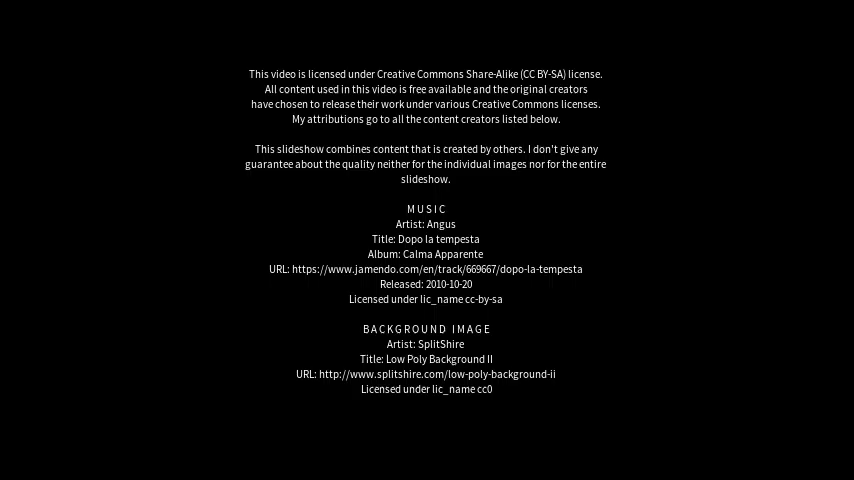 This video is licensed under Creative Commons Share-Alike (CC BY-SA) license.
All content used in this video is free available and the original creators
have chosen to release their work under various Creative Commons licenses.
My attributions go to all the content creators listed below.
This slideshow combines content that is created by others. I don't give any
guarantee about the quality neither for the individual images nor for the entire
slideshow.
MUSIC
Artist: Angus
Title: Dopo la tempesta
Album: Calma Apparente
URL: https://www.jamendo.com/en/track/669667/dopo-la-tempesta
Released: 2010-10-20
Licensed under lic_name cc-by-sa
BACKGROUND IMAGE
Artist: SplitShire
Title: Low Poly Background II
URL: http://www.splitshire.com/low-poly-background-ii
Licensed under lic_name cc0